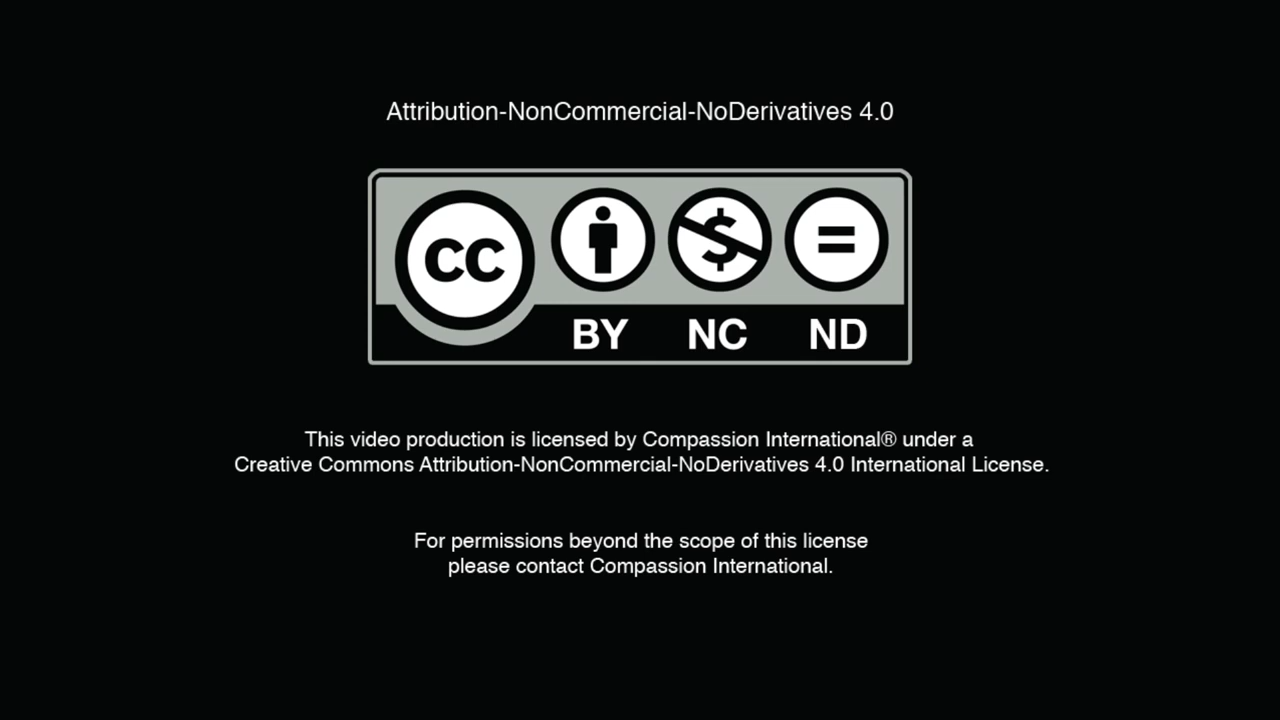 Attribution-NonCommercial-NoDerivatives 4.0
cc
$
=
BY NC ND
This video production is licensed by Compassion International® under a
Creative Commons Attribution-NonCommercial-NoDerivatives 4.0 International License.
For permissions beyond the scope of this license
please contact Compassion International.